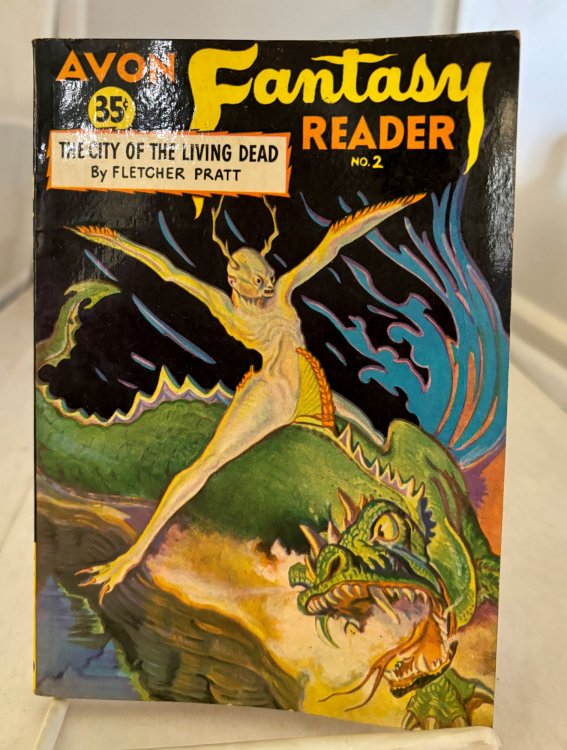 AVON Fantasy
35¢
READER
NO. 2
THE CITY OF THE LIVING DEAD
By FLETCHER PRATT